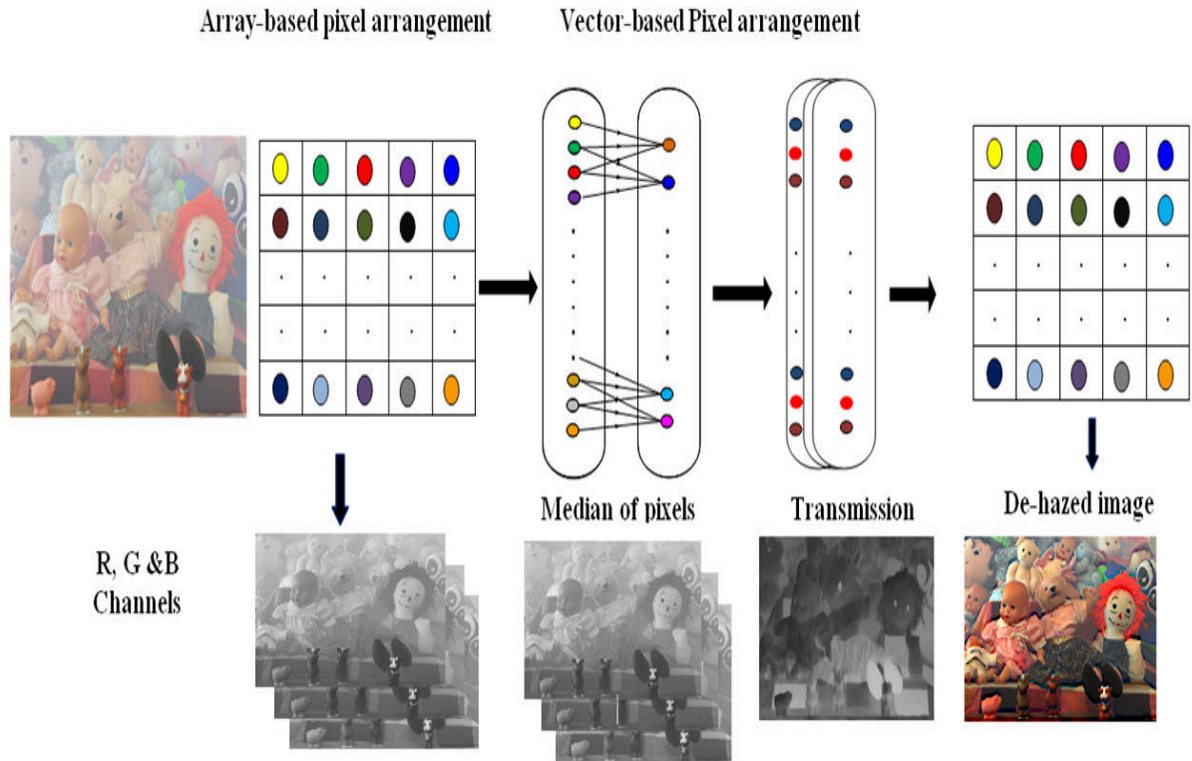 Array-based pixel arrangement
Vector-based Pixel arrangement
Median of pixels
Transmission
De-hazed image
R, G &B
Channels